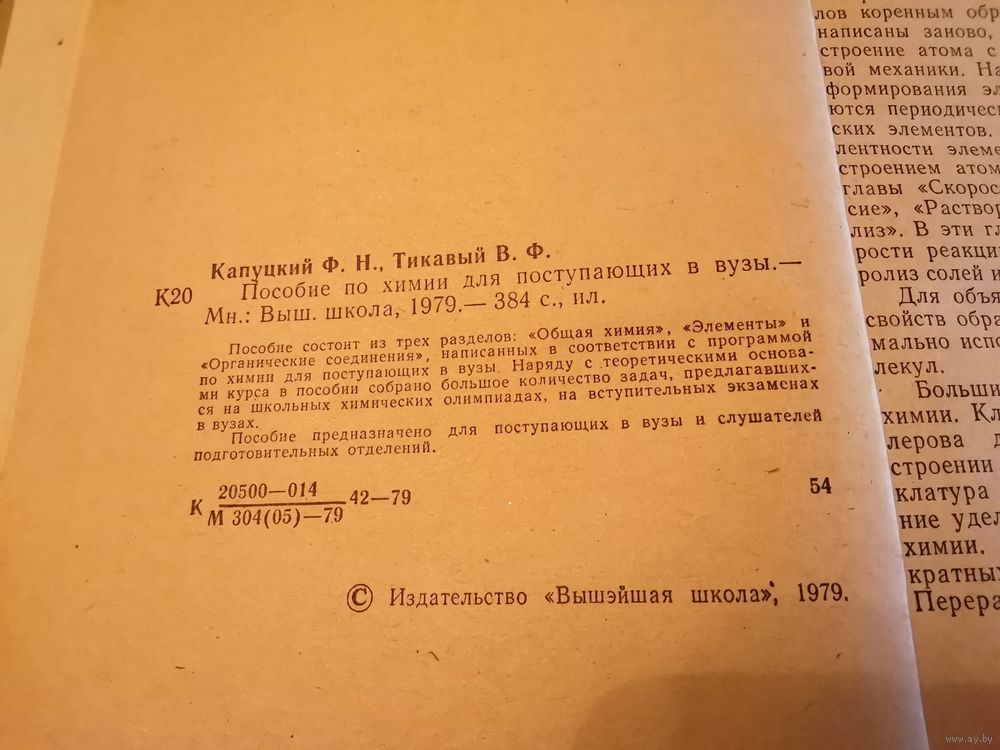 Капуцкий Ф. Н., Тикавый В. Ф.
К20 Пособие по химии для поступающих в вузы.—
Мн.: Выш. школа, 1979.— 384 с., ил.
Пособие состоит из трех разделов: «Общая химия», «Элементы» и
«Органические соединения», написанных в соответствии с программой
по химии для поступающих в вузы. Наряду с теоретическими основа-
ми курса в пособии собрано большое количество задач, предлагавших-
ся на школьных химических олимпиадах, на вступительных экзаменах
в вузах.
Пособие предназначено для поступающих в вузы и слушателей
подготовительных отделений.
К 20500—014 42—79 54
М 304(05)—79
© Издательство «Вышэйшая школа», 1979.
лов коренным обр
написаны заново,
строение атома с
вой механики. На
формирования эл
ются периодичес
ских элементов.
лентности элеме
строением атом
главы «Скорос
сие», «Раствор
лиз». В эти гл
рости реакци
ролиз солей и
Для объя
свойств обра
мально испо
лекул.
Больши
химии. Кл
лерова д
строении
клатура
ние удел
химии.
кратных
Перера
www.ay.by